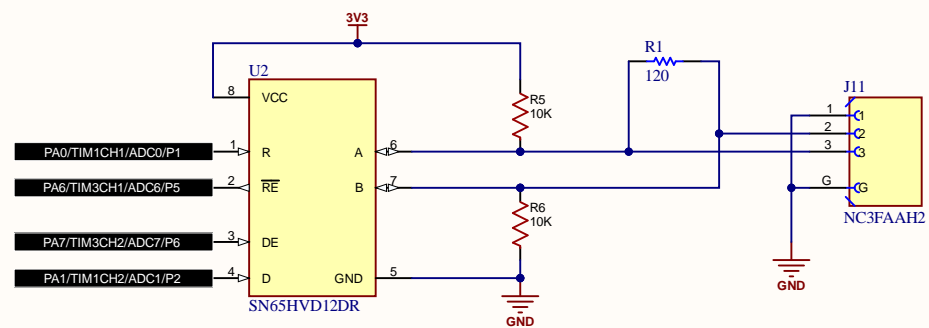 3V3
R1
120
U2
J11
8
VCC
R5
10K
1
1
2
2
PA0/TIM1CH1/ADC0/P1
1
R
A
6
3
3
PA6/TIM3CH1/ADC6/P5
2
RE
B
7
G
G
R6
10K
NC3FAAH2
PA7/TIM3CH2/ADC7/P6
3
DE
PA1/TIM1CH2/ADC1/P2
4
D
GND
5
GND
SN65HVD12DR
GND